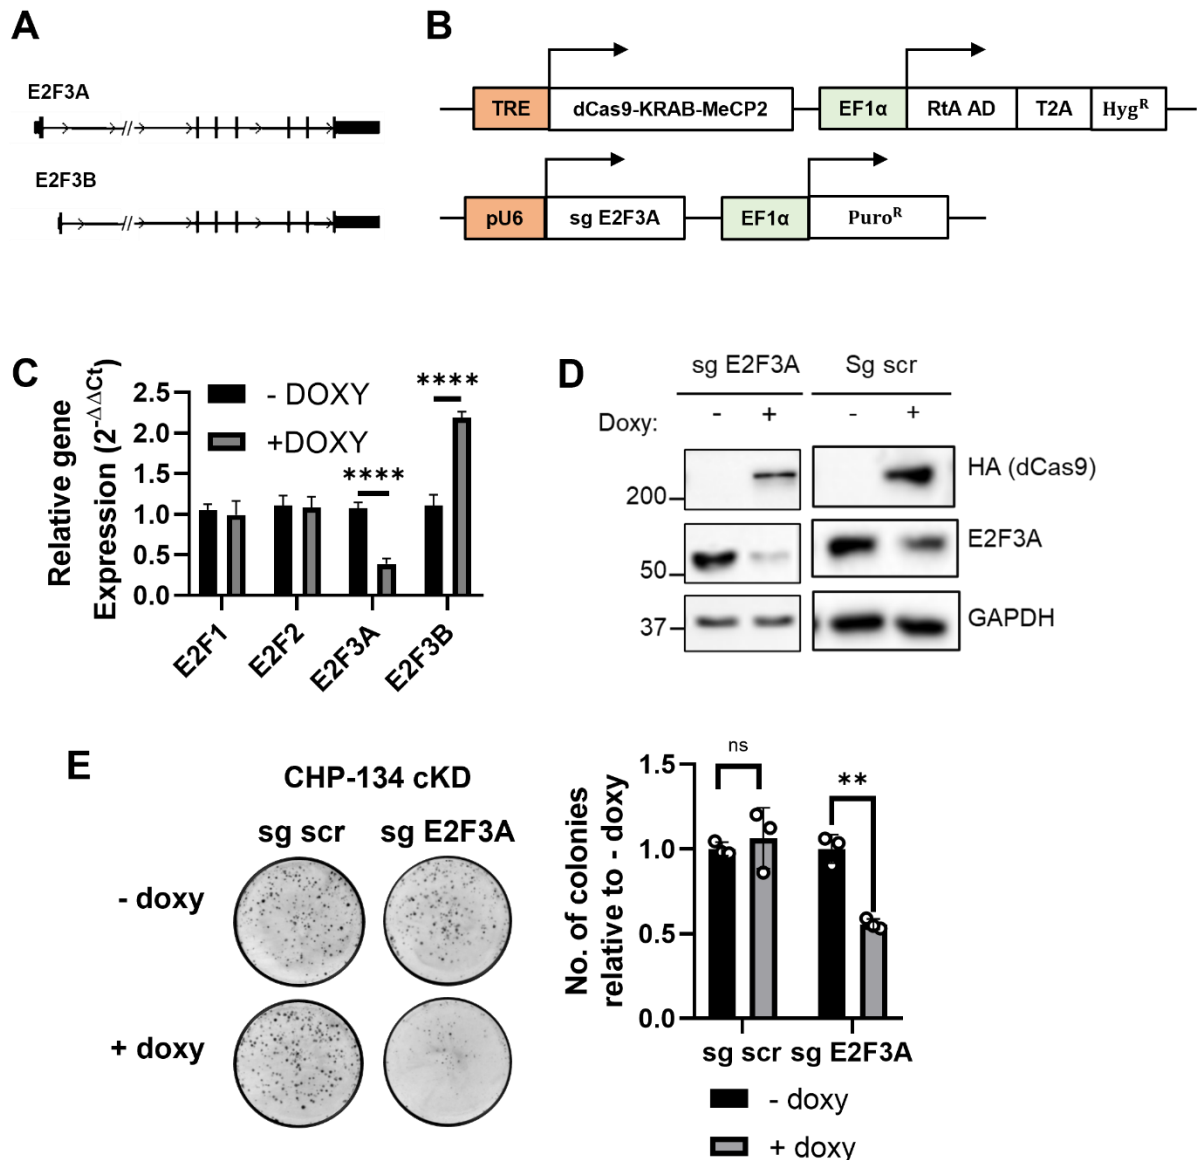 A
E2F3A
E2F3B
B
TRE dCas9-KRAB-MeCP2 EF1α RtA AD T2A Hyg^R
pU6 sg E2F3A EF1α Puro^R
C
Relative gene
Expression (2^-ΔΔCt)
2.5
2.0
1.5
1.0
0.5
0.0
- DOXY
+DOXY
****
****
E2F1
E2F2
E2F3A
E2F3B
D
sg E2F3A Sg scr
Doxy: - + - +
200
50
37
HA (dCas9)
E2F3A
GAPDH
E
CHP-134 cKD
sg scr sg E2F3A
- doxy
+ doxy
No. of colonies
relative to - doxy
1.5
1.0
0.5
0.0
ns
**
sg scr sg E2F3A
- doxy
+ doxy